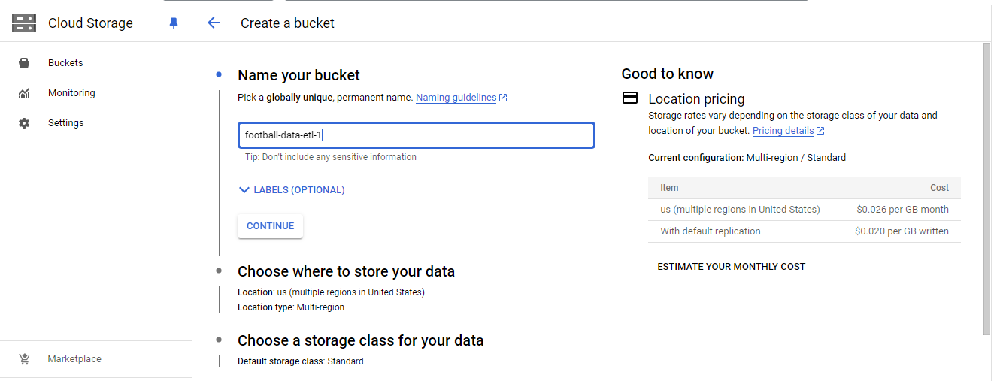 Cloud Storage
Create a bucket
Buckets
Monitoring
Settings
Marketplace
Name your bucket
Pick a globally unique, permanent name. Naming guidelines
football-data-etl-1
Tip: Don't include any sensitive information
LABELS (OPTIONAL)
CONTINUE
Choose where to store your data
Location: us (multiple regions in United States)
Location type: Multi-region
Choose a storage class for your data
Default storage class: Standard
Good to know
Location pricing
Storage rates vary depending on the storage class of your data and
location of your bucket. Pricing details
Current configuration: Multi-region / Standard
Item Cost
us (multiple regions in United States) $0.026 per GB-month
With default replication $0.020 per GB written
ESTIMATE YOUR MONTHLY COST